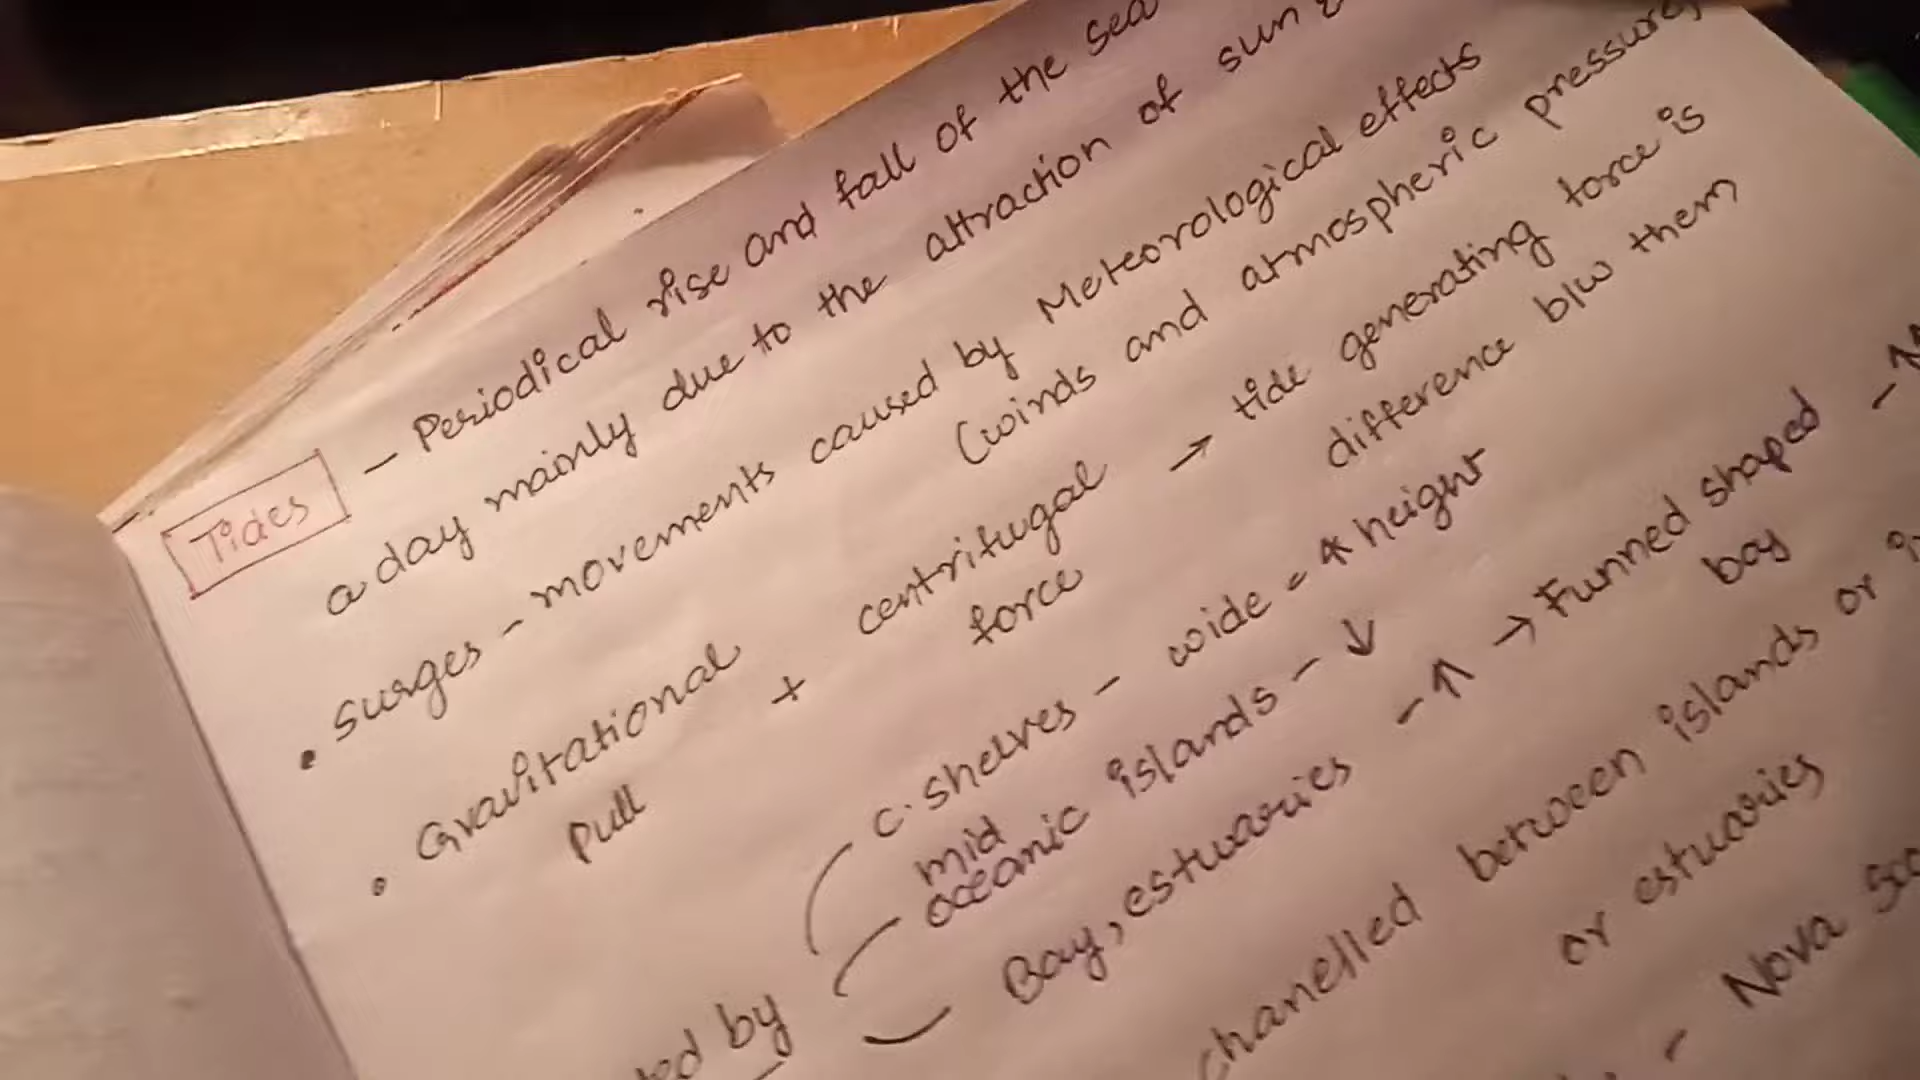 Tides - Periodical rise and fall of the sea
a day mainly due to the attraction of sun &
• surges - movements caused by Meteorological effects
(winds and atmospheric pressure)
• Gravitational pull + centrifugal force → tide generating force is
difference b/w them
C. shelves - wide - ↑ height
mid oceanic islands - ↓
by
Bay, estuaries - ↑ → Funned shaped - ↑
bay
chanelled between islands or
or estuaries
- Nova